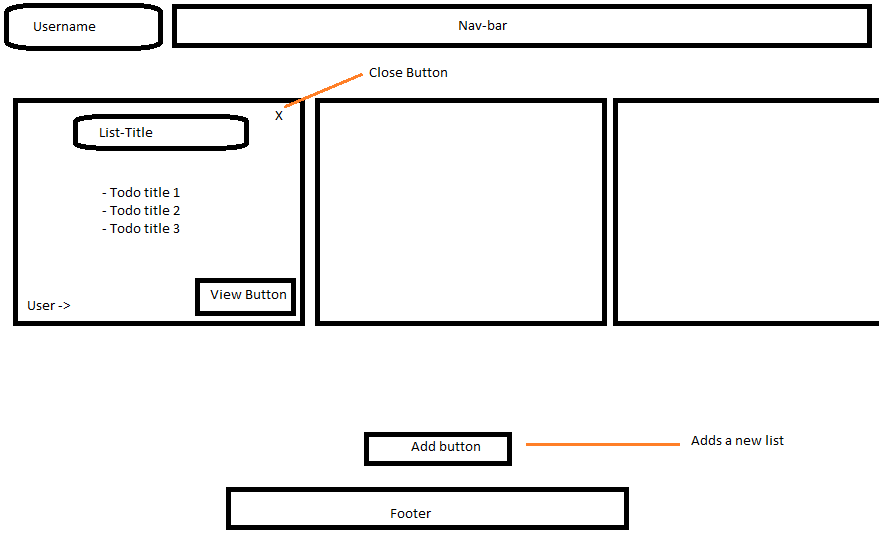 Username
Nav-bar
Close Button
X
List-Title
- Todo title 1
- Todo title 2
- Todo title 3
View Button
User ->
Add button
Adds a new list
Footer